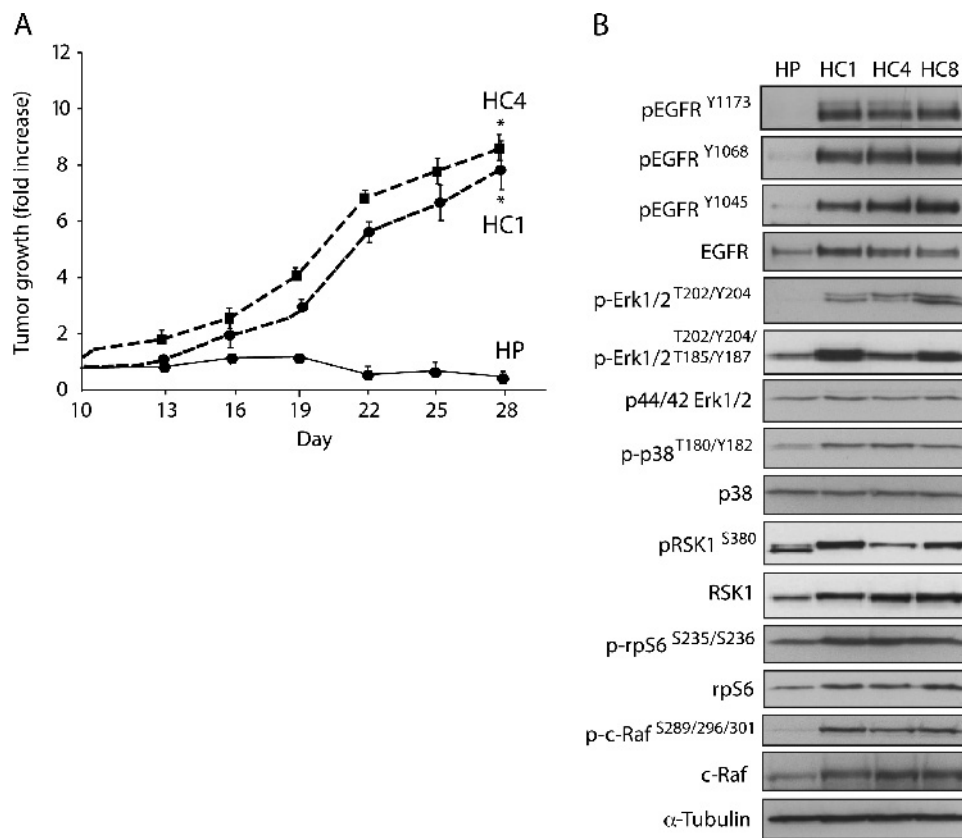 A
Tumor growth (fold increase)
12
10
8
6
4
2
0
HC4
*
*
HC1
HP
10 13 16 19 22 25 28
Day
B
HP HC1 HC4 HC8
pEGFR Y1173
pEGFR Y1068
pEGFR Y1045
EGFR
p-Erk1/2 T202/Y204
T202/Y204/
p-Erk1/2 T185/Y187
p44/42 Erk1/2
p-p38 T180/Y182
p38
pRSK1 S380
RSK1
p-rpS6 S235/S236
rpS6
p-c-Raf S289/296/301
c-Raf
α-Tubulin